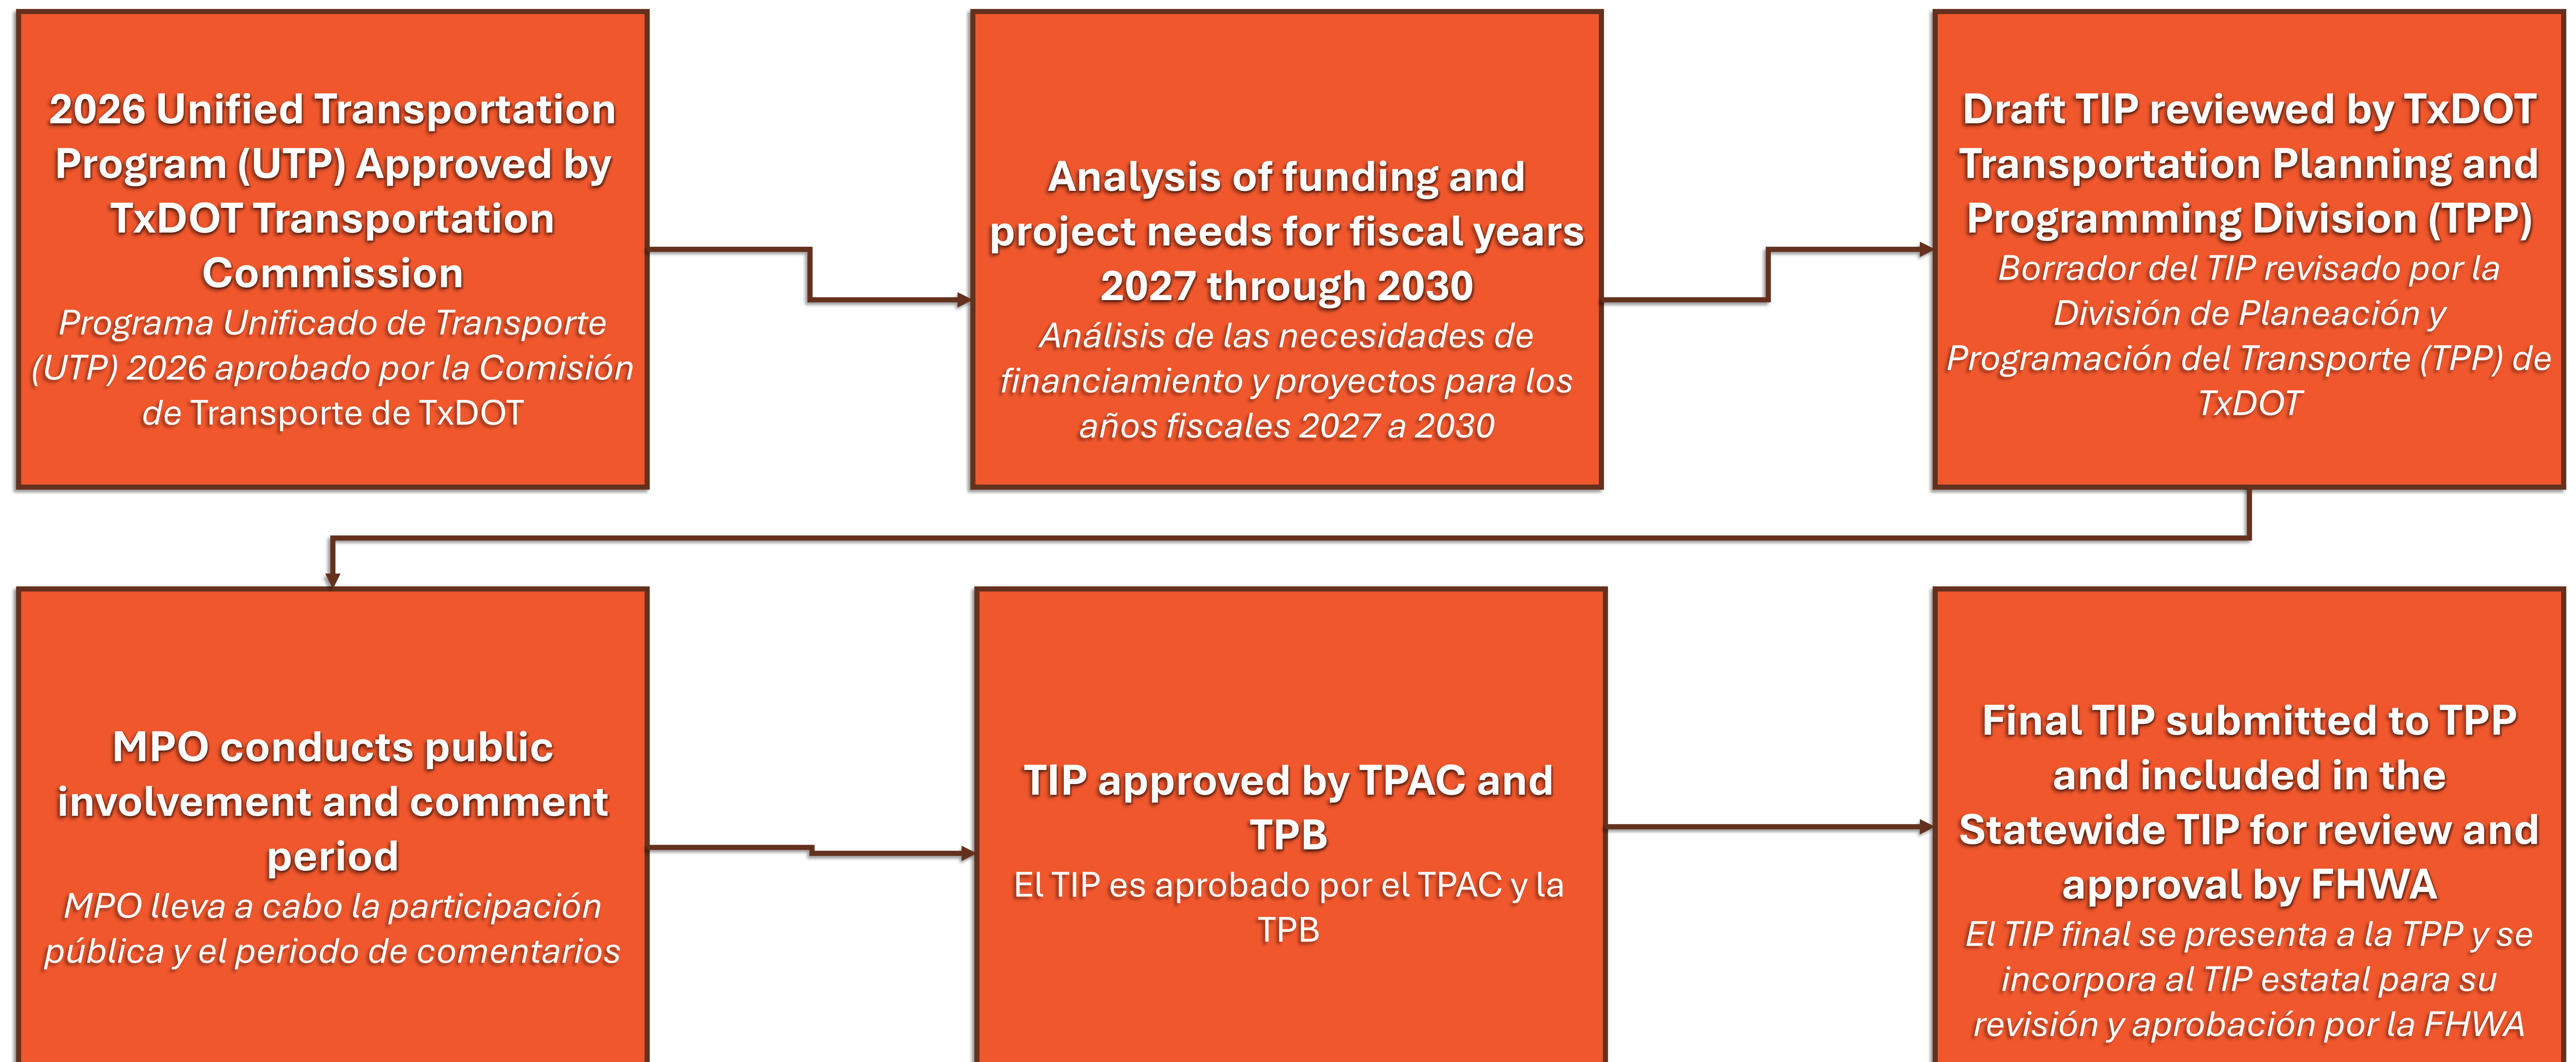 2026 Unified Transportation
Program (UTP) Approved by
TxDOT Transportation
Commission
Programa Unificado de Transporte
(UTP) 2026 aprobado por la Comisión
de Transporte de TxDOT
Analysis of funding and
project needs for fiscal years
2027 through 2030
Análisis de las necesidades de
financiamiento y proyectos para los
años fiscales 2027 a 2030
Draft TIP reviewed by TxDOT
Transportation Planning and
Programming Division (TPP)
Borrador del TIP revisado por la
División de Planeación y
Programación del Transporte (TPP) de
TxDOT
MPO conducts public
involvement and comment
period
MPO lleva a cabo la participación
pública y el periodo de comentarios
TIP approved by TPAC and
TPB
El TIP es aprobado por el TPAC y la
TPB
Final TIP submitted to TPP
and included in the
Statewide TIP for review and
approval by FHWA
El TIP final se presenta a la TPP y se
incorpora al TIP estatal para su
revisión y aprobación por la FHWA